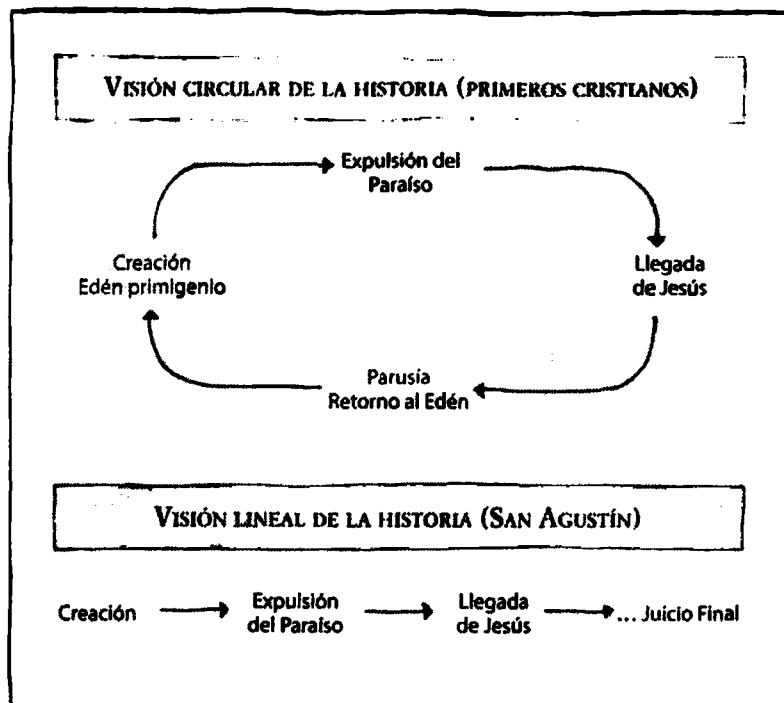 VISIÓN CIRCULAR DE LA HISTORIA (PRIMEROS CRISTIANOS)
Expulsión del
Paraíso
Creación
Edén primigenio
Llegada
de Jesús
Parusía
Retorno al Edén
VISIÓN LINEAL DE LA HISTORIA (SAN AGUSTÍN)
Creación
Expulsión
del Paraíso
Llegada
de Jesús
... Juicio Final